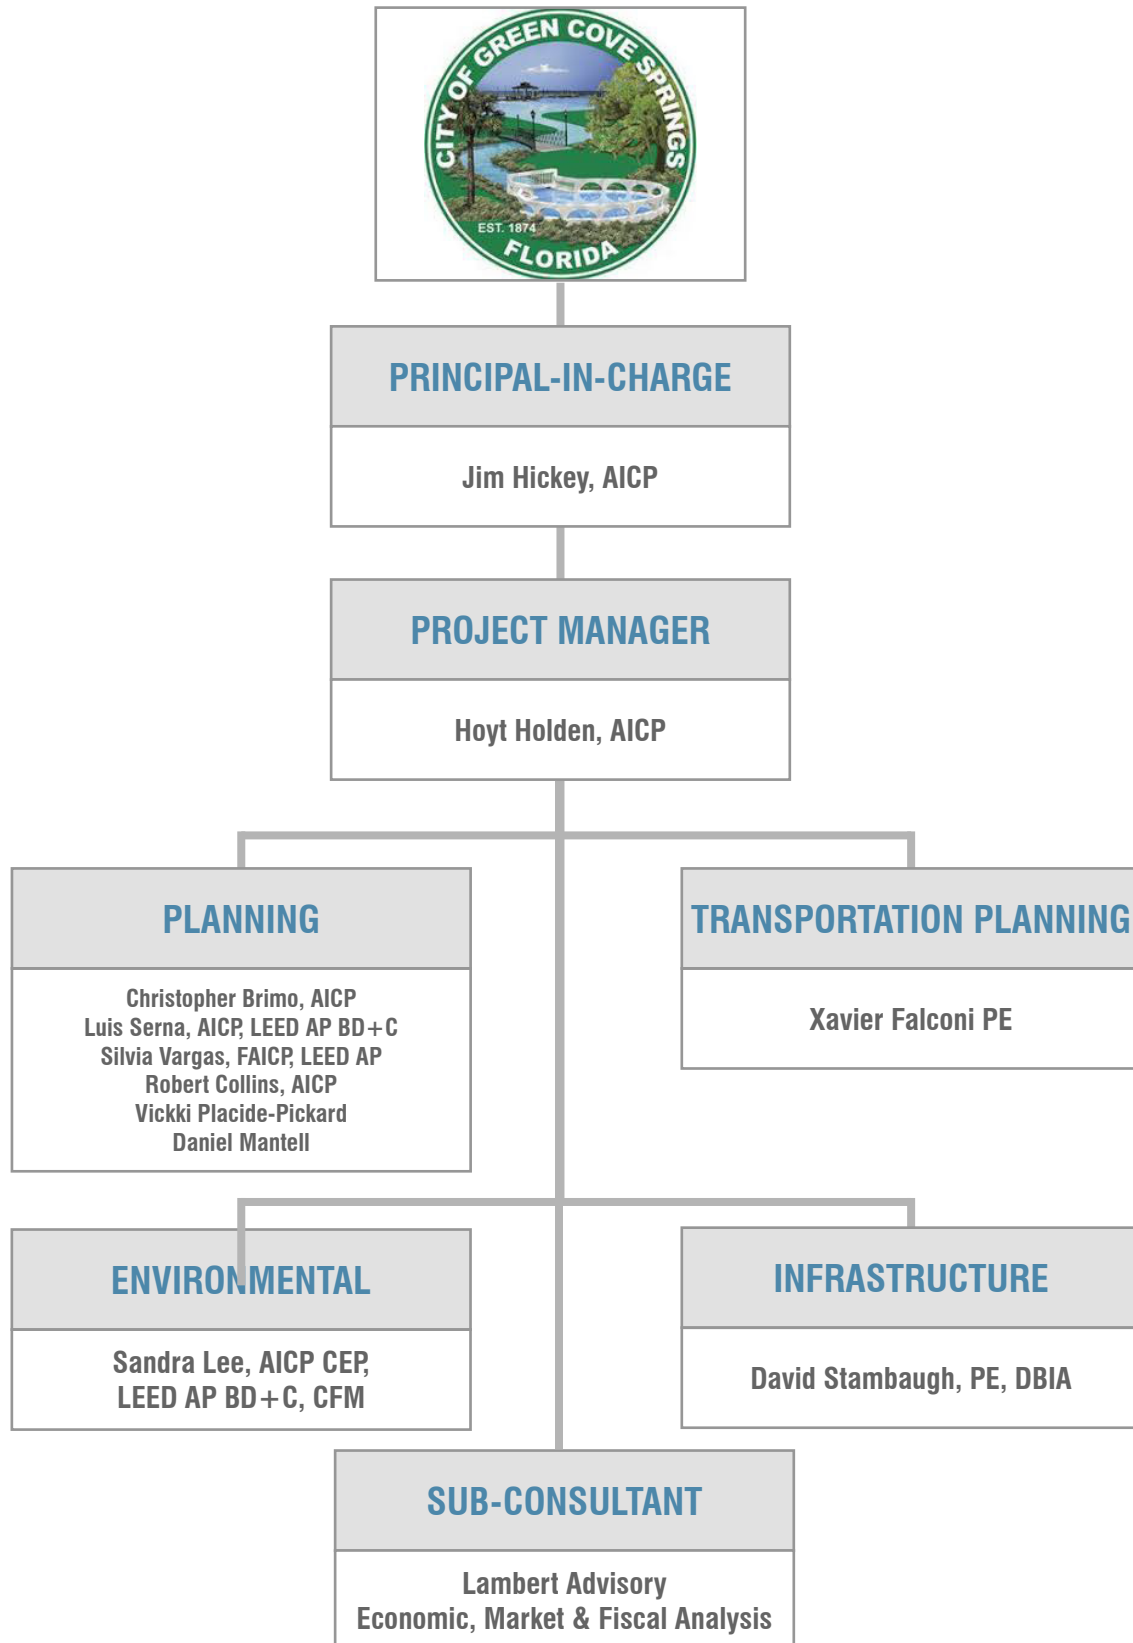 CITY OF GREEN COVE SPRINGS
EST. 1874
FLORIDA
PRINCIPAL-IN-CHARGE
Jim Hickey, AICP
PROJECT MANAGER
Hoyt Holden, AICP
PLANNING
Christopher Brimo, AICP
Luis Serna, AICP, LEED AP BD+C
Silvia Vargas, FAICP, LEED AP
Robert Collins, AICP
Vickki Placide-Pickard
Daniel Mantell
TRANSPORTATION PLANNING
Xavier Falconi PE
ENVIRONMENTAL
Sandra Lee, AICP CEP,
LEED AP BD+C, CFM
INFRASTRUCTURE
David Stambaugh, PE, DBIA
SUB-CONSULTANT
Lambert Advisory
Economic, Market & Fiscal Analysis